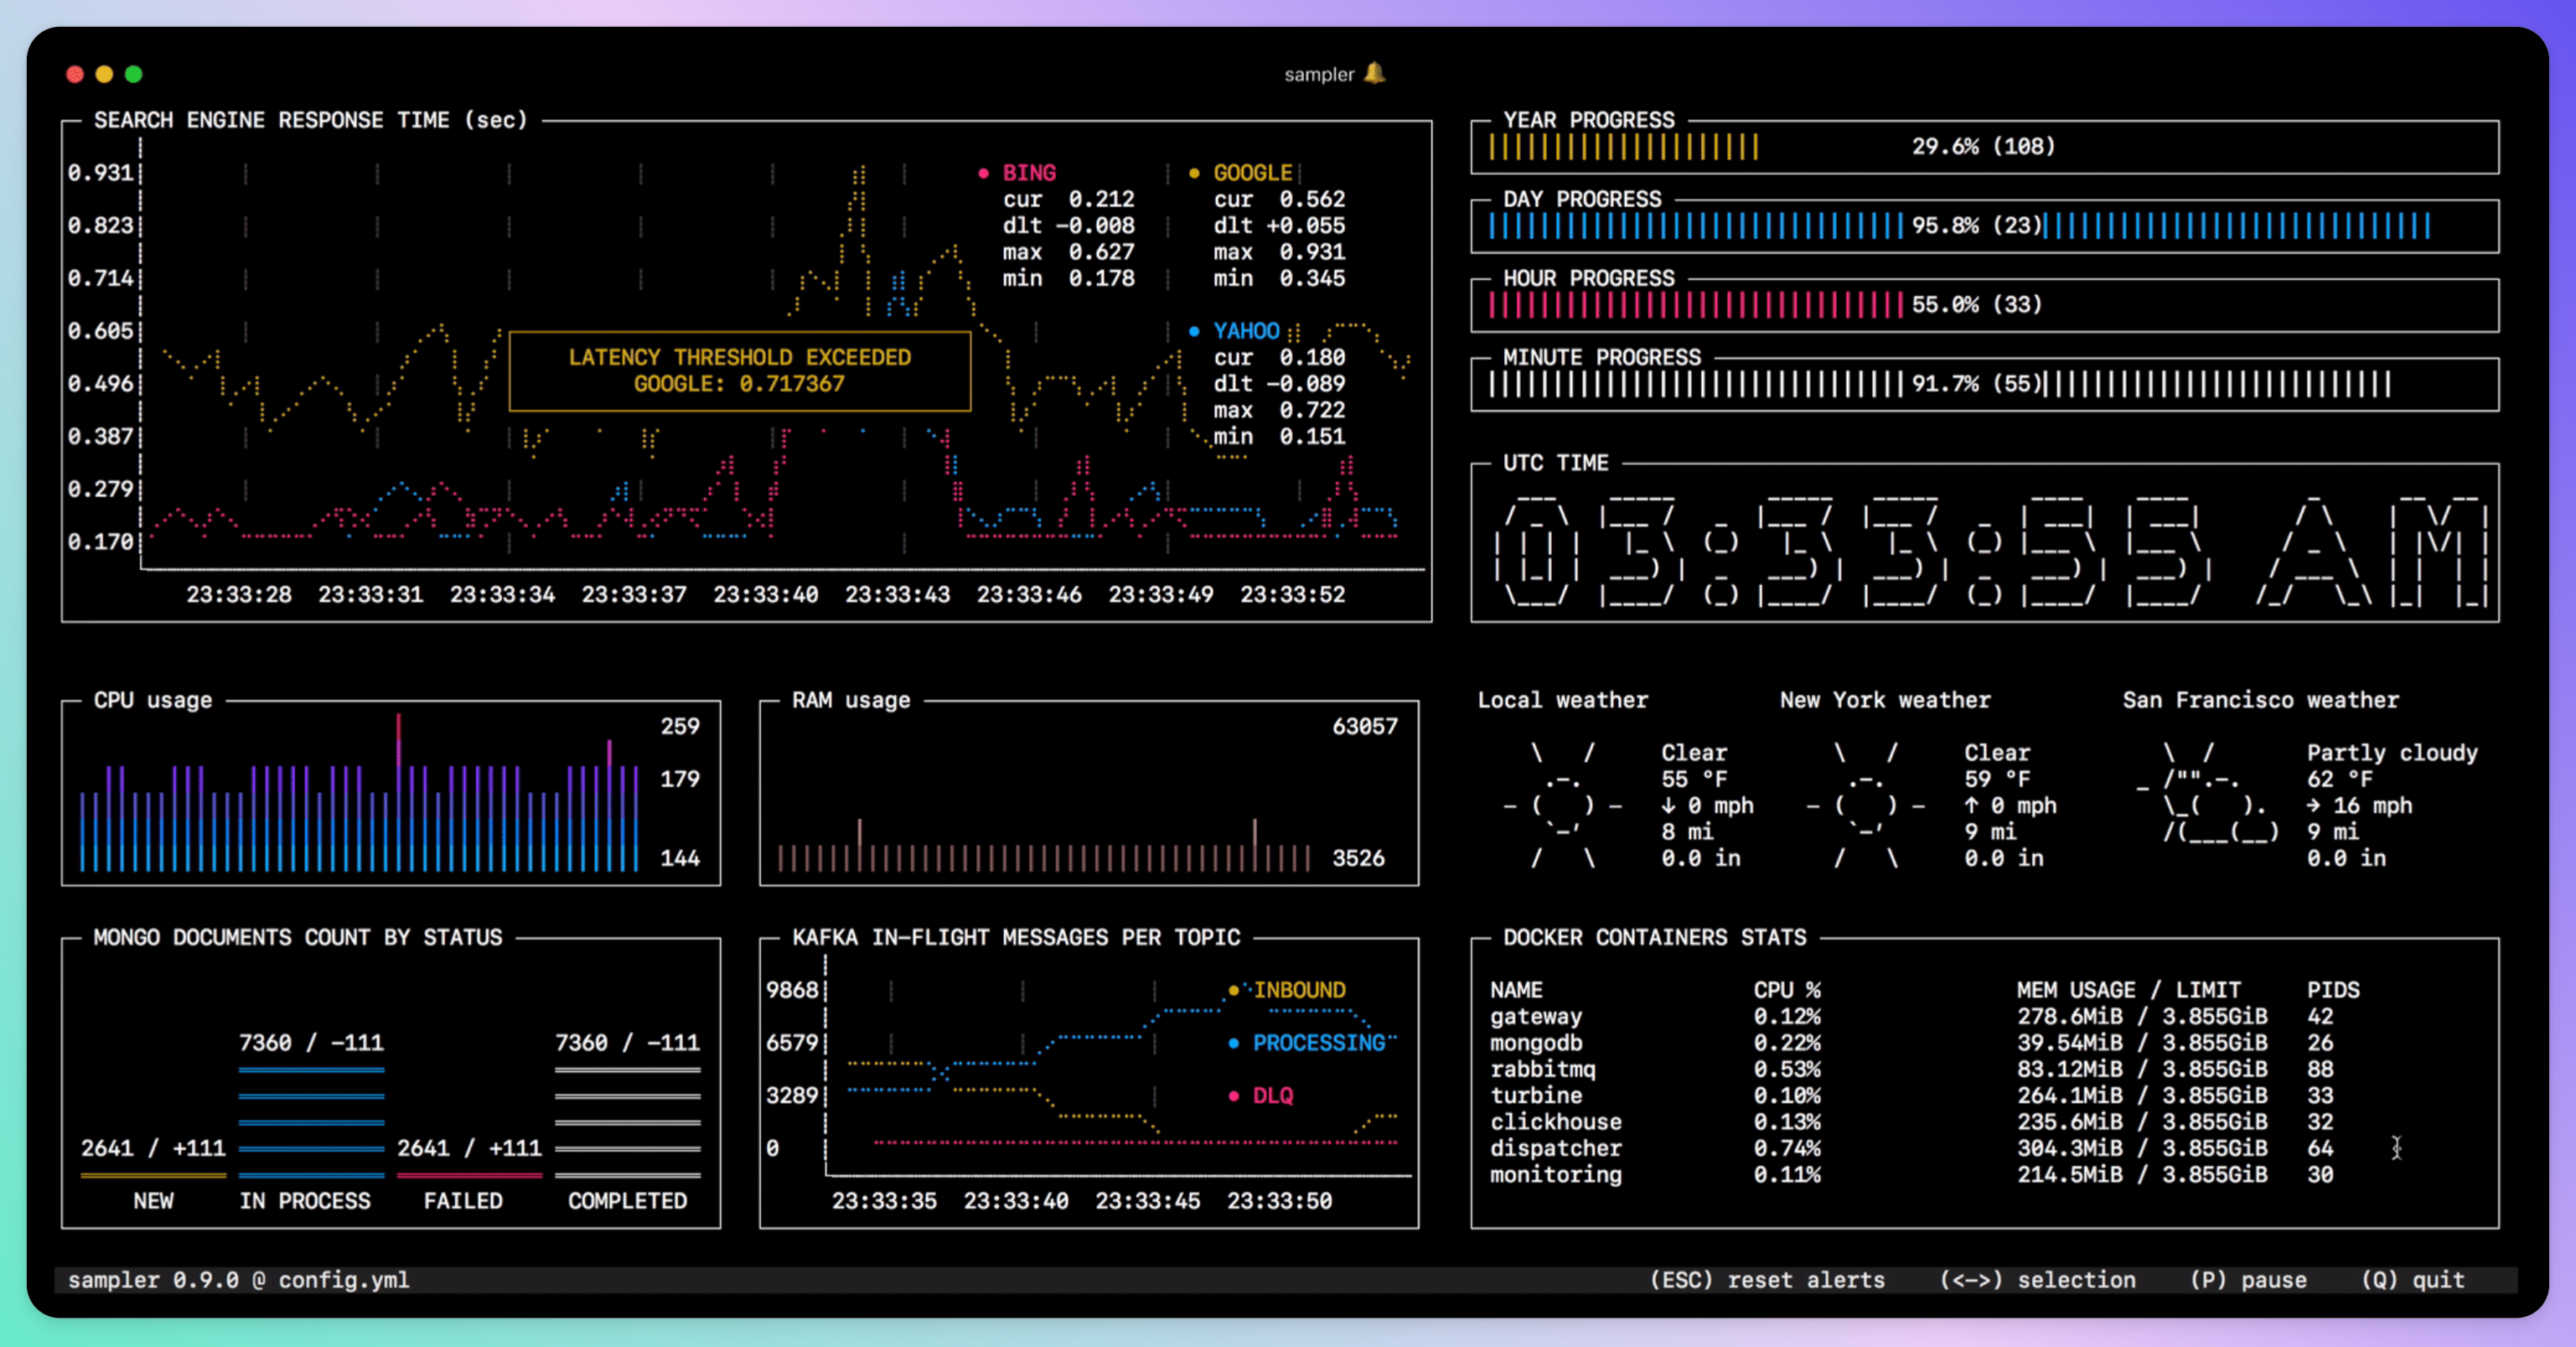 sampler 🔔
SEARCH ENGINE RESPONSE TIME (sec)
0.931
0.823
0.714
0.605
0.496
0.387
0.279
0.170
BING
cur 0.212
dlt -0.008
max 0.627
min 0.178
GOOGLE
cur 0.562
dlt +0.055
max 0.931
min 0.345
YAHOO
cur 0.180
dlt -0.089
max 0.722
min 0.151
LATENCY THRESHOLD EXCEEDED
GOOGLE: 0.717367
23:33:28 23:33:31 23:33:34 23:33:37 23:33:40 23:33:43 23:33:46 23:33:49 23:33:52
YEAR PROGRESS
29.6% (108)
DAY PROGRESS
95.8% (23)
HOUR PROGRESS
55.0% (33)
MINUTE PROGRESS
91.7% (55)
UTC TIME
03:33:55 AM
CPU usage
259
179
144
RAM usage
63057
3526
Local weather
Clear
55 °F
↓ 0 mph
8 mi
0.0 in
New York weather
Clear
59 °F
↑ 0 mph
9 mi
0.0 in
San Francisco weather
Partly cloudy
62 °F
→ 16 mph
9 mi
0.0 in
MONGO DOCUMENTS COUNT BY STATUS
7360 / -111 7360 / -111
2641 / +111 2641 / +111
NEW IN PROCESS FAILED COMPLETED
KAFKA IN-FLIGHT MESSAGES PER TOPIC
9868
6579
3289
0
INBOUND
PROCESSING
DLQ
23:33:35 23:33:40 23:33:45 23:33:50
DOCKER CONTAINERS STATS
NAME CPU % MEM USAGE / LIMIT PIDS
gateway 0.12% 278.6MiB / 3.855GiB 42
mongodb 0.22% 39.54MiB / 3.855GiB 26
rabbitmq 0.53% 83.12MiB / 3.855GiB 88
turbine 0.10% 264.1MiB / 3.855GiB 33
clickhouse 0.13% 235.6MiB / 3.855GiB 32
dispatcher 0.74% 304.3MiB / 3.855GiB 64
monitoring 0.11% 214.5MiB / 3.855GiB 30
sampler 0.9.0 @ config.yml (ESC) reset alerts (<->) selection (P) pause (Q) quit